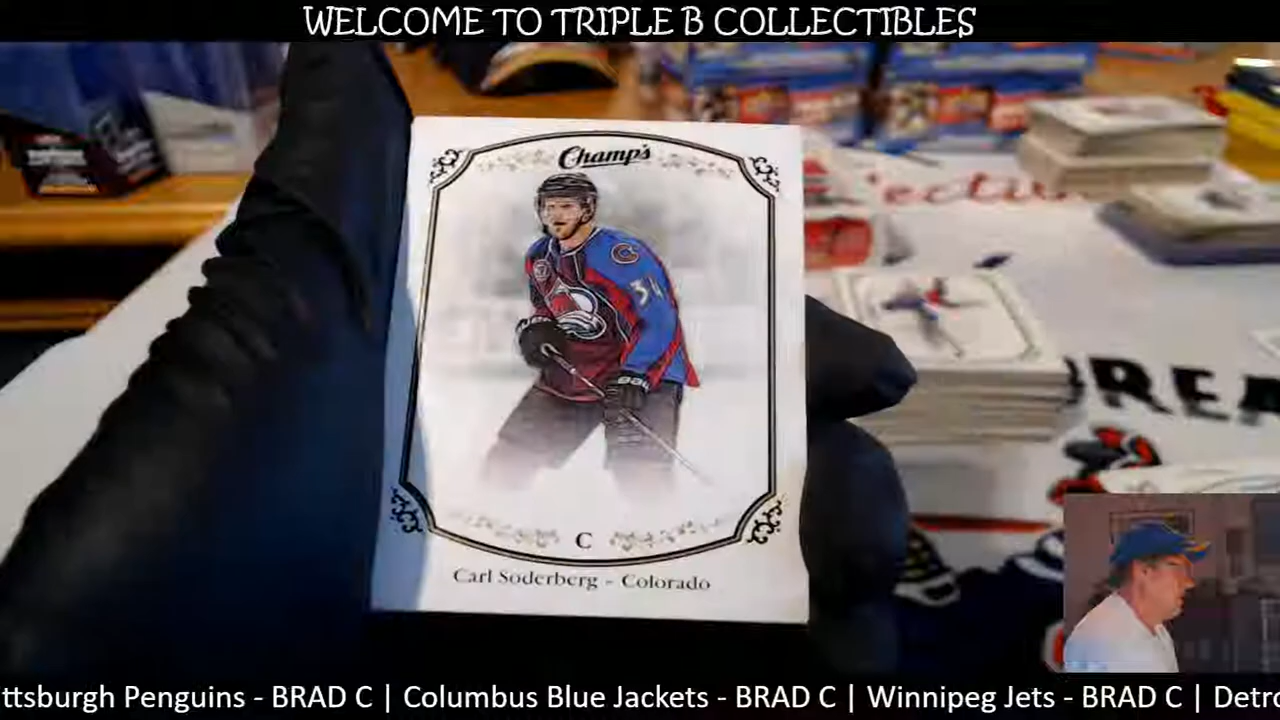 WELCOME TO TRIPLE B COLLECTIBLES
Champ's
34
C
Carl Soderberg - Colorado
ttsburgh Penguins - BRAD C | Columbus Blue Jackets - BRAD C | Winnipeg Jets - BRAD C | Detro